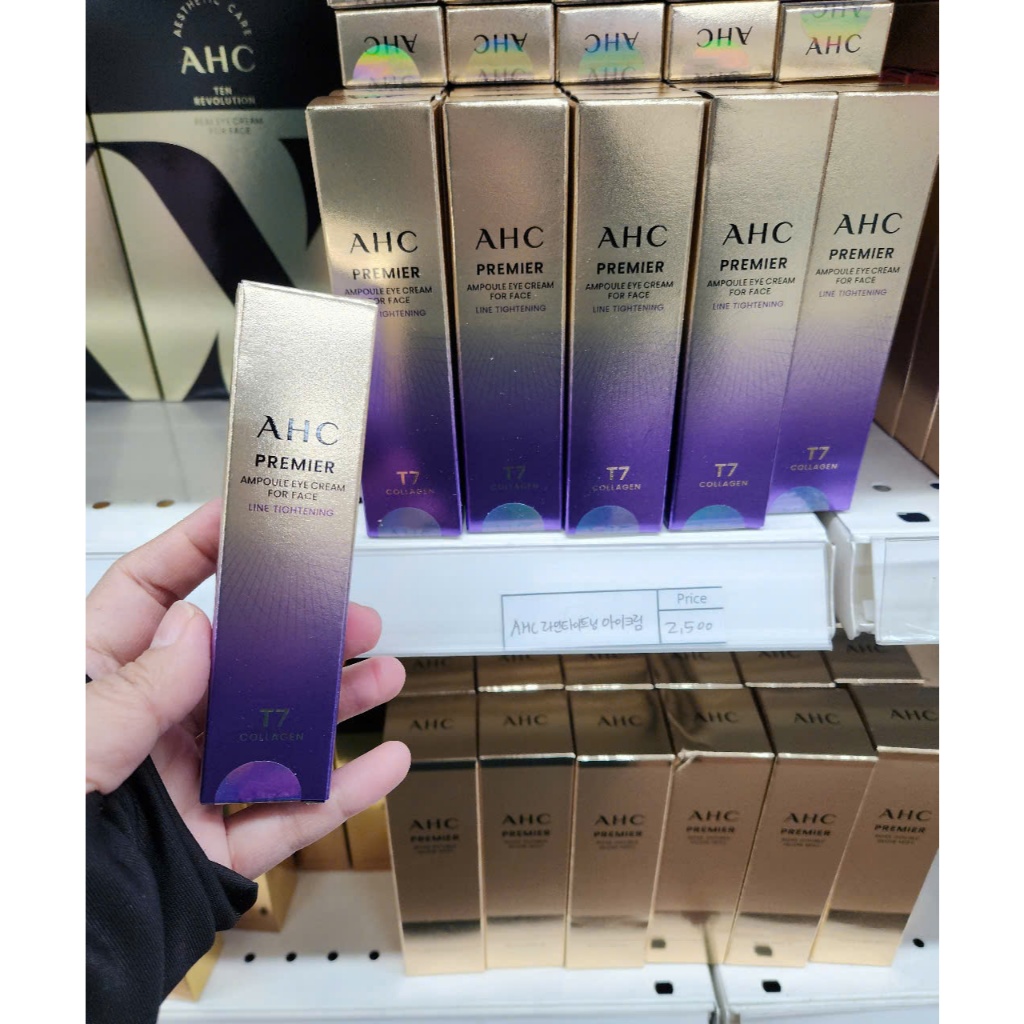 AESTHETIC CARE
AHC
TEN
REVOLUTION
REAL EYE CREAM
FOR FACE
AHC
AHC
AHC
AHC
AHC
AHC
PREMIER
AMPOULE EYE CREAM
FOR FACE
LINE TIGHTENING
T7
COLLAGEN
AHC
PREMIER
AMPOULE EYE CREAM
FOR FACE
LINE TIGHTENING
T7
COLLAGEN
AHC
PREMIER
AMPOULE EYE CREAM
FOR FACE
LINE TIGHTENING
T7
COLLAGEN
AHC
PREMIER
AMPOULE EYE CREAM
FOR FACE
LINE TIGHTENING
T7
COLLAGEN
AHC
PREMIER
AMPOULE EYE CREAM
FOR FACE
LINE TIGHTENING
T7
COLLAGEN
AHC
PREMIER
AMPOULE EYE CREAM
FOR FACE
LINE TIGHTENING
T7
COLLAGEN
AHC 라인타이트닝 아이크림
Price
2,500
AHC
AHC
AHC
AHC
AHC
AHC
AHC
PREMIER
AHC
PREMIER
AHC
PREMIER
AHC
PREMIER
AHC
PREMIER
AHC
PREMIER